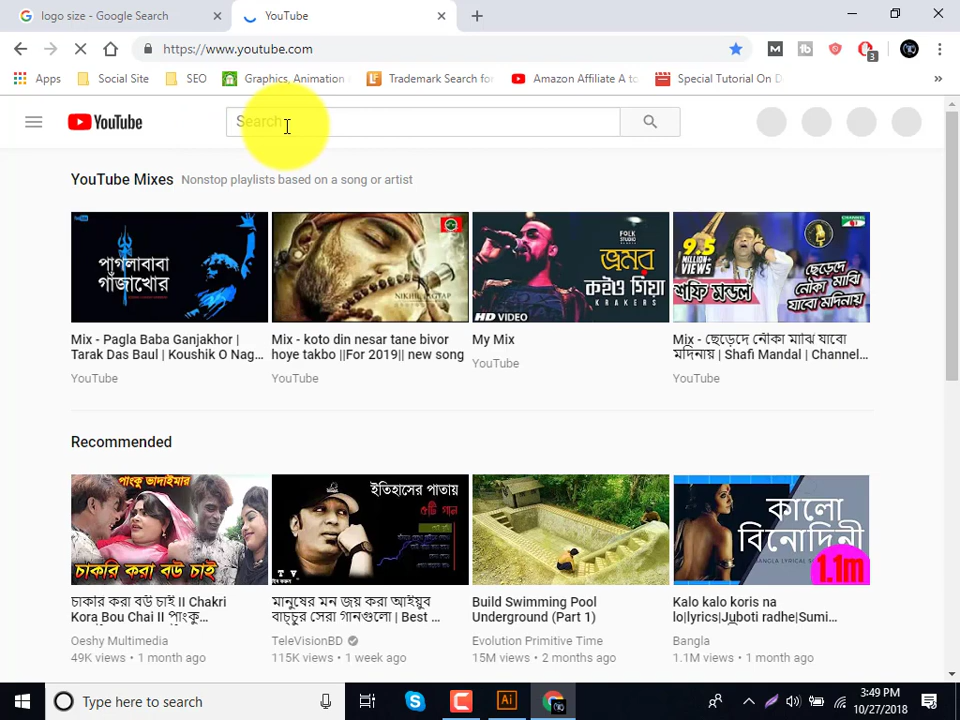 logo size - Google Search
YouTube
https://www.youtube.com
3
Apps
Social Site
SEO
Graphics, Animation
Trademark Search fo
Amazon Affiliate A to
Special Tutorial On D
»
YouTube
Search
YouTube Mixes Nonstop playlists based on a song or artist
পাগলাবাবা
গাঁজাখোর
FOLK
STUDIO
ভ্রমর
কইও গিয়া
KRAKERS
HD VIDEO
CHANNEL
9.5
MILLION+
VIEWS
শফি মন্ডল
ছেড়েদে
নৌকা মাঝি
যাবো মদিনায়
Mix - Pagla Baba Ganjakhor |
Tarak Das Baul | Koushik O Nag...
YouTube
Mix - koto din nesar tane bivor
hoye takbo ||For 2019|| new song
YouTube
My Mix
YouTube
Mix - ছেড়েদে নৌকা মাঝি যাবো
মদিনায় | Shafi Mandal | Channel...
YouTube
Recommended
পাংকু ভাদাইমার
চাকরি করা বউ চাই
ইতিহাসের পাতায়
৫টি গান
কালো
বিনোদিনী
1.1m
চাকরি করা বউ চাই II Chakri
Kora Bou Chai II পাংকু...
Oeshy Multimedia
49K views • 1 month ago
মানুষের মন জয় করা আইয়ুব
বাচ্চুর সেরা গানগুলো | Best ...
TeleVisionBD
115K views • 1 week ago
Build Swimming Pool
Underground (Part 1)
Evolution Primitive Time
15M views • 2 months ago
Kalo kalo koris na
lo|lyrics|Juboti radhe|Sumi...
Bangla
1.1M views • 1 month ago
Type here to search
Ai
3:49 PM
10/27/2018